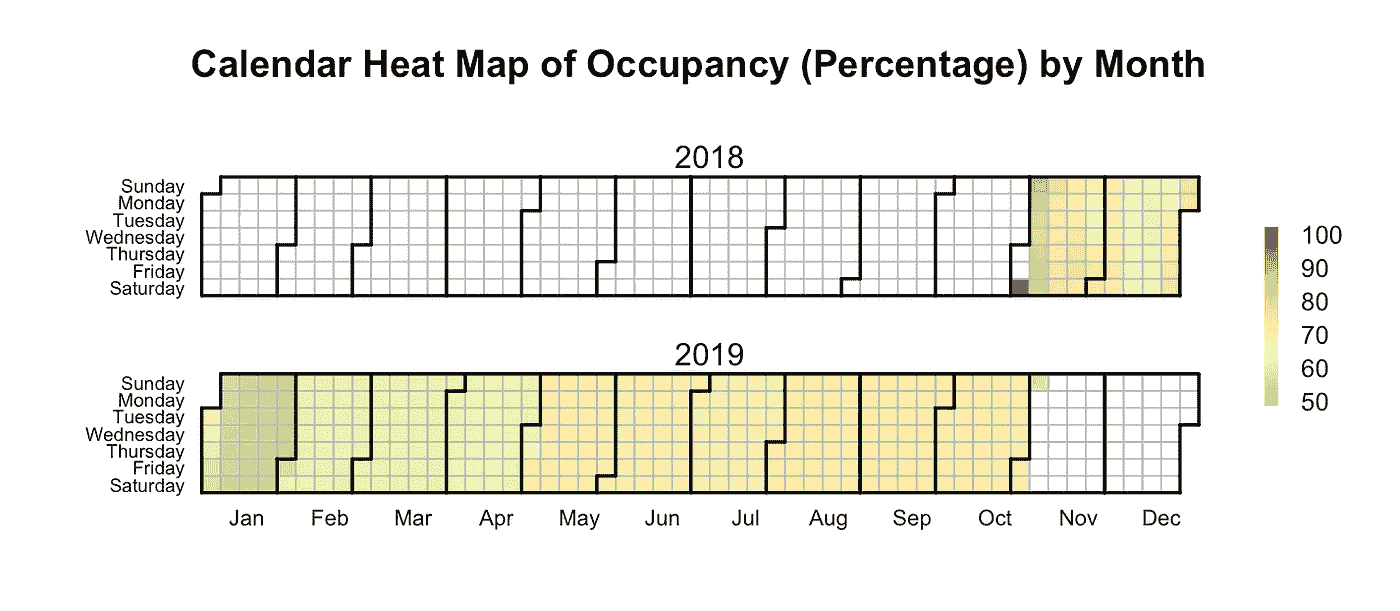 Calendar Heat Map of Occupancy (Percentage) by Month
2018
Sunday
Monday
Tuesday
Wednesday
Thursday
Friday
Saturday
2019
Sunday
Monday
Tuesday
Wednesday
Thursday
Friday
Saturday
Jan Feb Mar Apr May Jun Jul Aug Sep Oct Nov Dec
100
90
80
70
60
50